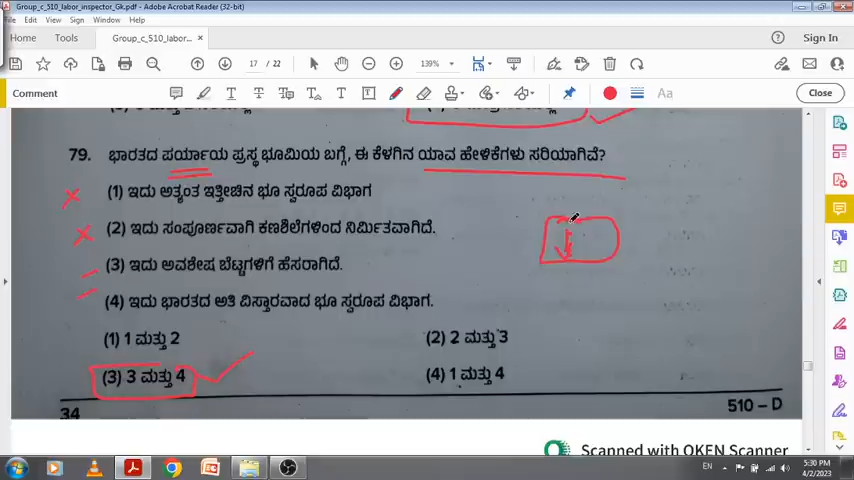 Group_c_510_labor_inspector_Gk.pdf - Adobe Acrobat Reader (32-bit)
File Edit View Sign Window Help
Home Tools Group_c_510_labor... × Sign In
17 / 22 139%
Comment Close
79. ಭಾರತದ ಪರ್ಯಾಯ ಪ್ರಸ್ಥ ಭೂಮಿಯ ಬಗ್ಗೆ, ಈ ಕೆಳಗಿನ ಯಾವ ಹೇಳಿಕೆಗಳು ಸರಿಯಾಗಿವೆ?
(1) ಇದು ಅತ್ಯಂತ ಇತ್ತೀಚಿನ ಭೂ ಸ್ವರೂಪ ವಿಭಾಗ
(2) ಇದು ಸಂಪೂರ್ಣವಾಗಿ ಕಣಶಿಲೆಗಳಿಂದ ನಿರ್ಮಿತವಾಗಿದೆ.
(3) ಇದು ಅವಶೇಷ ಬೆಟ್ಟಗಳಿಗೆ ಹೆಸರಾಗಿದೆ.
(4) ಇದು ಭಾರತದ ಅತಿ ವಿಸ್ತಾರವಾದ ಭೂ ಸ್ವರೂಪ ವಿಭಾಗ.
(1) 1 ಮತ್ತು 2 (2) 2 ಮತ್ತು 3
(3) 3 ಮತ್ತು 4 (4) 1 ಮತ್ತು 4
34 510 – D
Scanned with OKEN Scanner
EN 5:30 PM
4/2/2023